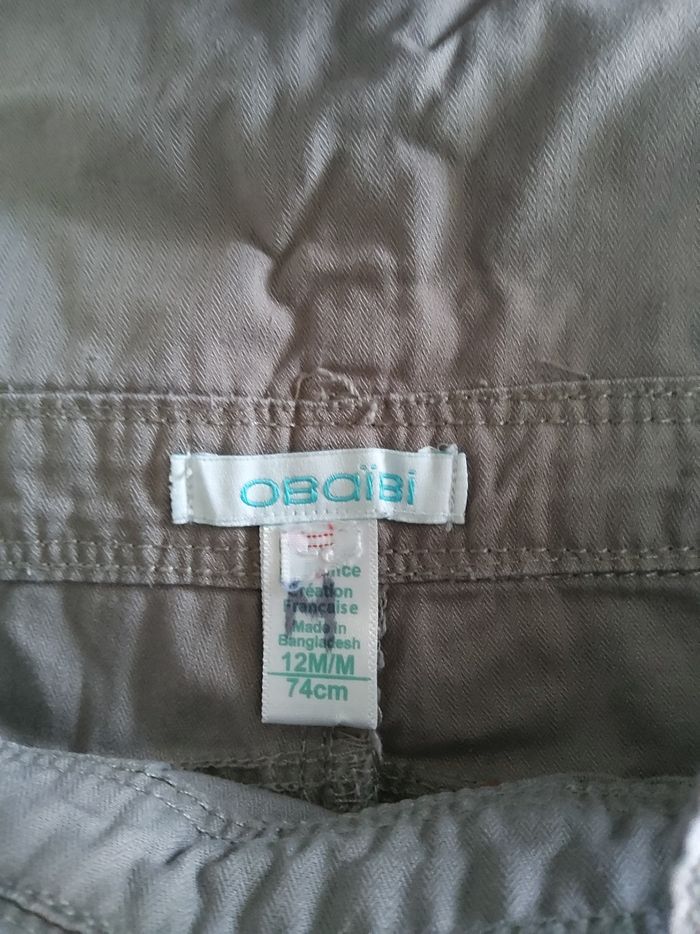 OBaïBi
Création
Française
Made In
Bangladesh
12M/M
74cm